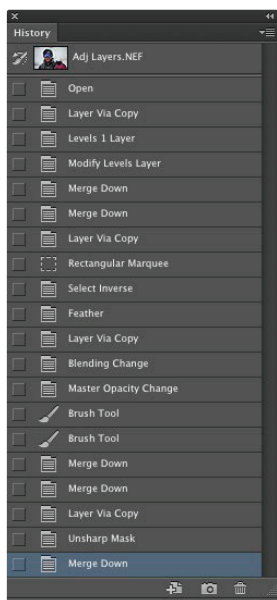 History
Adj Layers.NEF
Open
Layer Via Copy
Levels 1 Layer
Modify Levels Layer
Merge Down
Merge Down
Layer Via Copy
Rectangular Marquee
Select Inverse
Feather
Layer Via Copy
Blending Change
Master Opacity Change
Brush Tool
Brush Tool
Merge Down
Merge Down
Layer Via Copy
Unsharp Mask
Merge Down